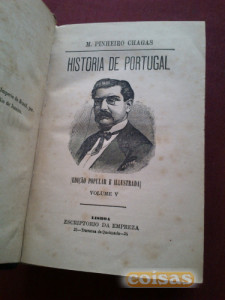 M. PINHEIRO CHAGAS
HISTORIA DE PORTUGAL
(EDIÇÃO POPULAR E ILLUSTRADA)
VOLUME V
LISBOA
ESCRIPTORIO DA EMPREZA
coisas